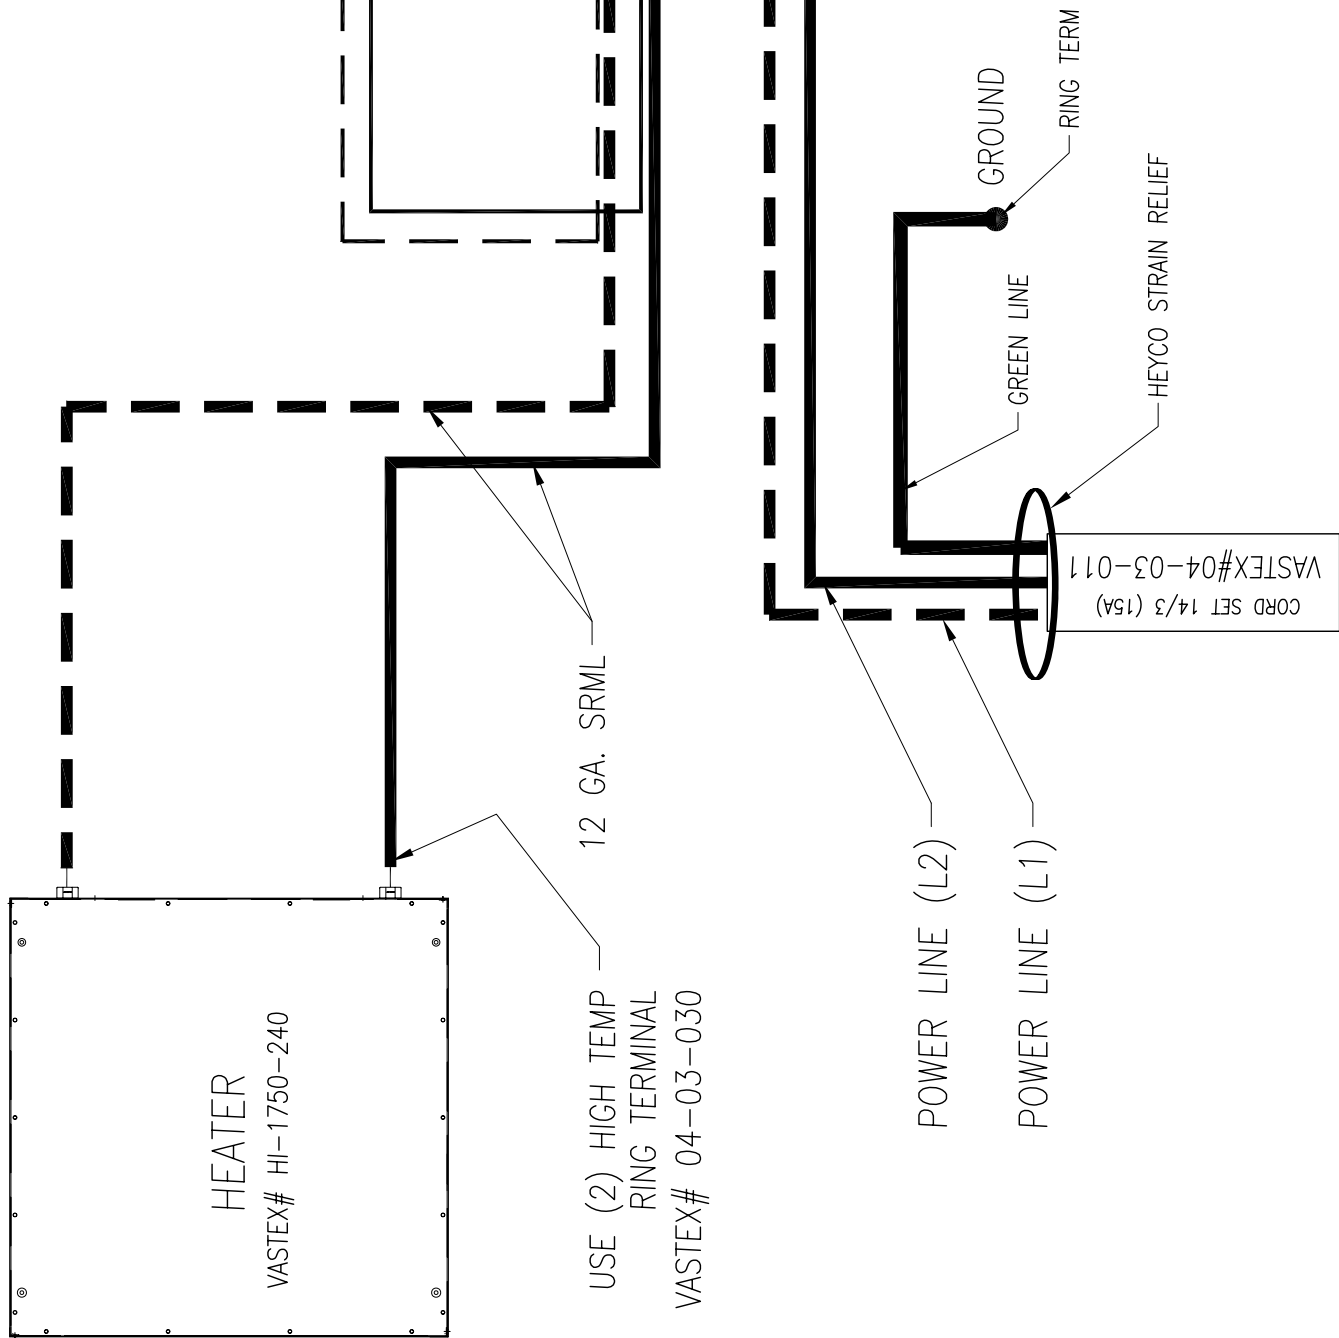 HEATER
VASTEX# HI-1750-240
USE (2) HIGH TEMP
RING TERMINAL
VASTEX# 04-03-030
12 GA. SRML
POWER LINE (L2)
POWER LINE (L1)
GREEN LINE
GROUND
RING TERM
HEYCO STRAIN RELIEF
CORD SET 14/3 (15A)
VASTEX#04-03-011